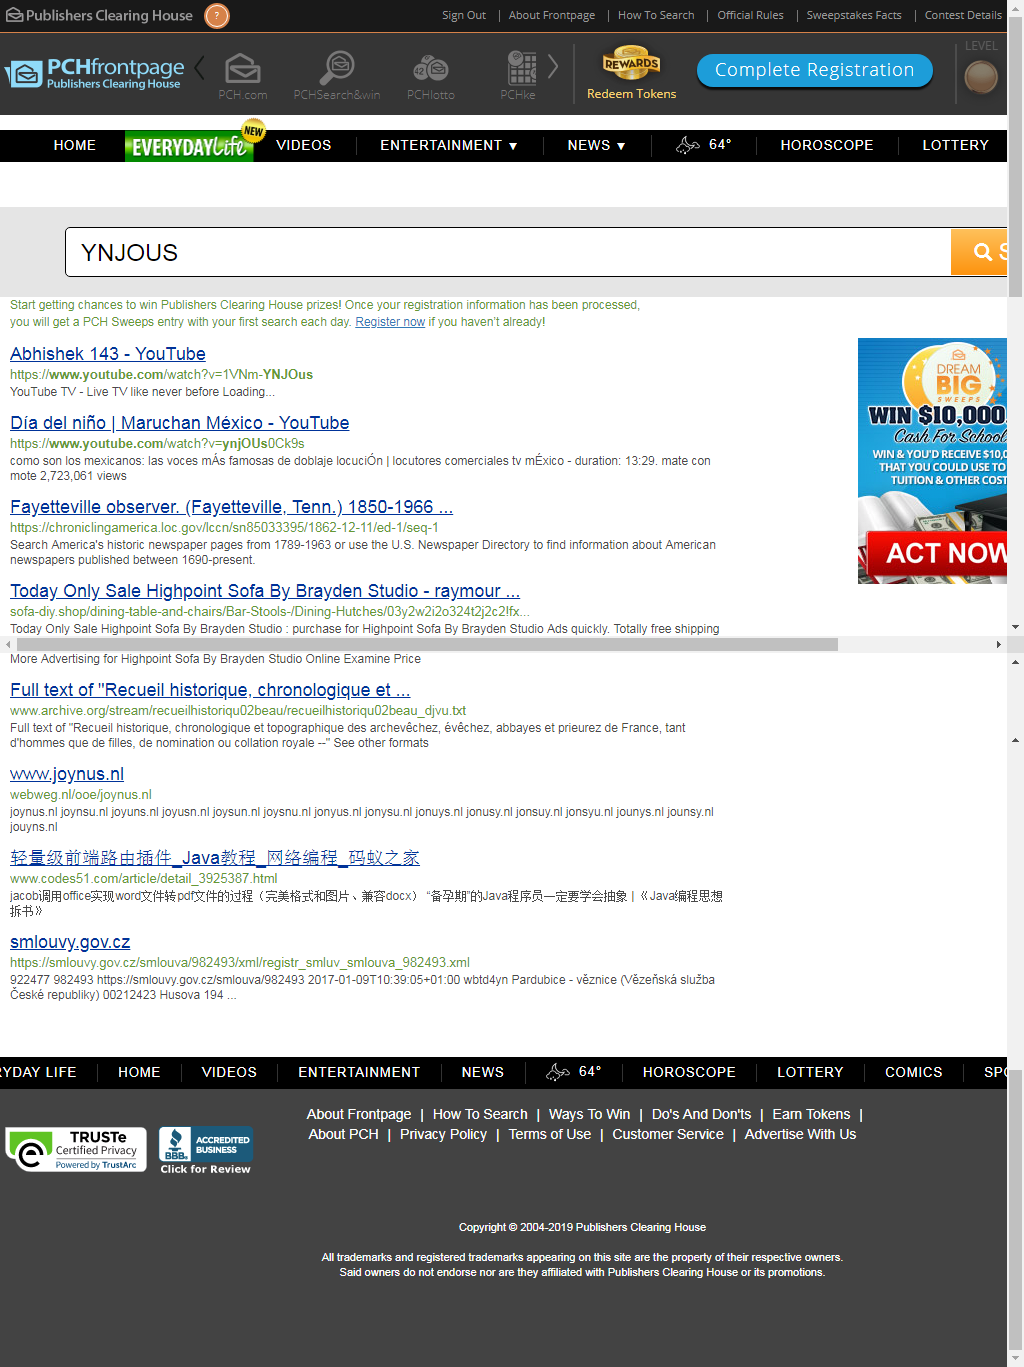 Publishers Clearing House ?
Sign Out | About Frontpage | How To Search | Official Rules | Sweepstakes Facts | Contest Details
PCHfrontpage
Publishers Clearing House
PCH.com PCHSearch&win PCHlotto PCHke
REWARDS
Redeem Tokens
Complete Registration
LEVEL
HOME EVERYDAY Life NEW VIDEOS ENTERTAINMENT ▼ NEWS ▼ 64° HOROSCOPE LOTTERY
YNJOUS
S
Start getting chances to win Publishers Clearing House prizes! Once your registration information has been processed,
you will get a PCH Sweeps entry with your first search each day. Register now if you haven't already!
Abhishek 143 - YouTube
https://www.youtube.com/watch?v=1VNm-YNJOus
YouTube TV - Live TV like never before Loading...
Día del niño | Maruchan México - YouTube
https://www.youtube.com/watch?v=ynjOUs0Ck9s
como son los mexicanos: las voces mÁs famosas de doblaje locuciÓn | locutores comerciales tv mÉxico - duration: 13:29. mate con
mote 2,723,061 views
Fayetteville observer. (Fayetteville, Tenn.) 1850-1966 ...
https://chroniclingamerica.loc.gov/lccn/sn85033395/1862-12-11/ed-1/seq-1
Search America's historic newspaper pages from 1789-1963 or use the U.S. Newspaper Directory to find information about American
newspapers published between 1690-present.
Today Only Sale Highpoint Sofa By Brayden Studio - raymour ...
sofa-diy.shop/dining-table-and-chairs/Bar-Stools-/Dining-Hutches/03y2w2i2o324t2j2c2!fx...
Today Only Sale Highpoint Sofa By Brayden Studio : purchase for Highpoint Sofa By Brayden Studio Ads quickly. Totally free shipping
More Advertising for Highpoint Sofa By Brayden Studio Online Examine Price
DREAM
BIG
SWEEPS
WIN $10,000
Cash For School
WIN & YOU'D RECEIVE $10,0
THAT YOU COULD USE TO
TUITION & OTHER COST
ACT NOW
Full text of "Recueil historique, chronologique et ...
www.archive.org/stream/recueilhistoriqu02beau/recueilhistoriqu02beau_djvu.txt
Full text of "Recueil historique, chronologique et topographique des archevêchez, évêchez, abbayes et prieurez de France, tant
d'hommes que de filles, de nomination ou collation royale --" See other formats
www.joynus.nl
webweg.nl/ooe/joynus.nl
joynus.nl joynsu.nl joyuns.nl joyusn.nl joysun.nl joysnu.nl jonyus.nl jonysu.nl jonuys.nl jonusy.nl jonsuy.nl jonsyu.nl jounys.nl jounsy.nl
jouyns.nl
轻量级前端路由插件_Java教程_网络编程_码蚁之家
www.codes51.com/article/detail_3925387.html
jacob调用office实现word文件转pdf文件的过程（完美格式和图片、兼容docx） “备孕期”的Java程序员一定要学会抽象 | 《Java编程思想
拆书》
smlouvy.gov.cz
https://smlouvy.gov.cz/smlouva/982493/xml/registr_smluv_smlouva_982493.xml
922477 982493 https://smlouvy.gov.cz/smlouva/982493 2017-01-09T10:39:05+01:00 wbtd4yn Pardubice - věznice (Vězeňská služba
České republiky) 00212423 Husova 194 ...
RYDAY LIFE HOME VIDEOS ENTERTAINMENT NEWS 64° HOROSCOPE LOTTERY COMICS SPO
About Frontpage | How To Search | Ways To Win | Do's And Don'ts | Earn Tokens |
About PCH | Privacy Policy | Terms of Use | Customer Service | Advertise With Us
TRUSTe
Certified Privacy
Powered by TrustArc
BBB
ACCREDITED
BUSINESS
Click for Review
Copyright © 2004-2019 Publishers Clearing House
All trademarks and registered trademarks appearing on this site are the property of their respective owners.
Said owners do not endorse nor are they affiliated with Publishers Clearing House or its promotions.